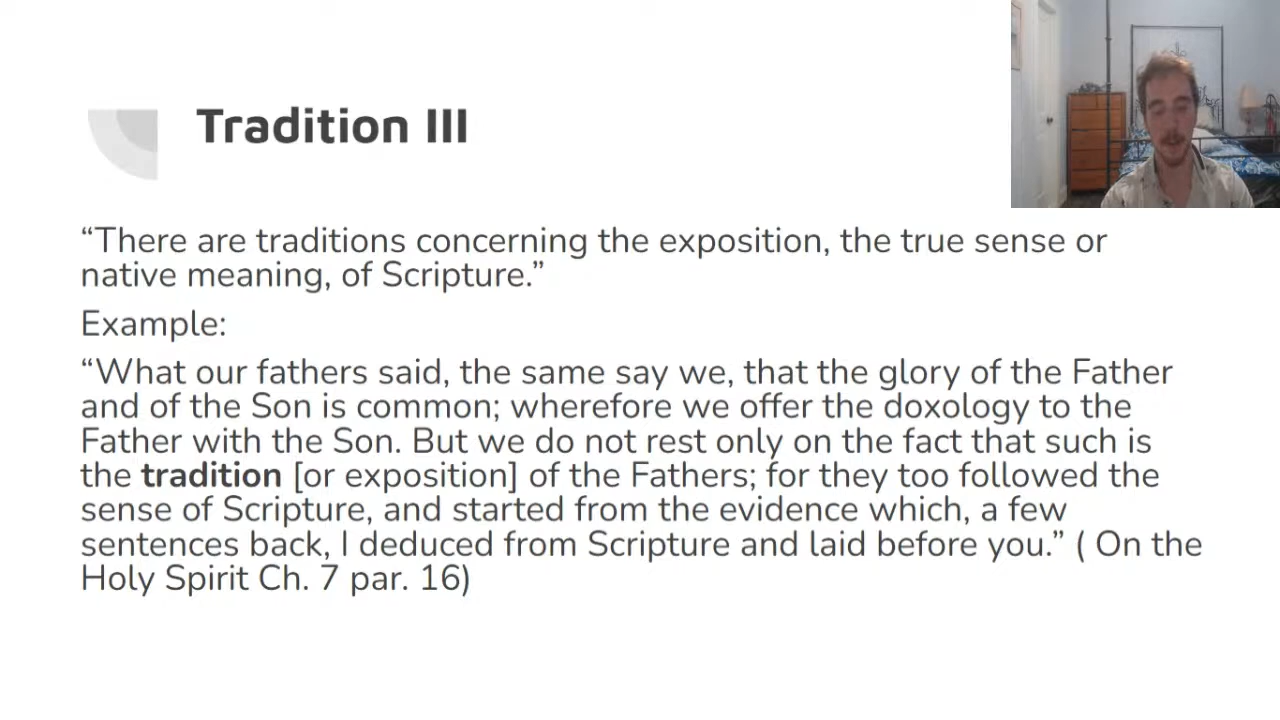 Tradition III
“There are traditions concerning the exposition, the true sense or
native meaning, of Scripture.”
Example:
“What our fathers said, the same say we, that the glory of the Father
and of the Son is common; wherefore we offer the doxology to the
Father with the Son. But we do not rest only on the fact that such is
the tradition [or exposition] of the Fathers; for they too followed the
sense of Scripture, and started from the evidence which, a few
sentences back, I deduced from Scripture and laid before you.” ( On the
Holy Spirit Ch. 7 par. 16)